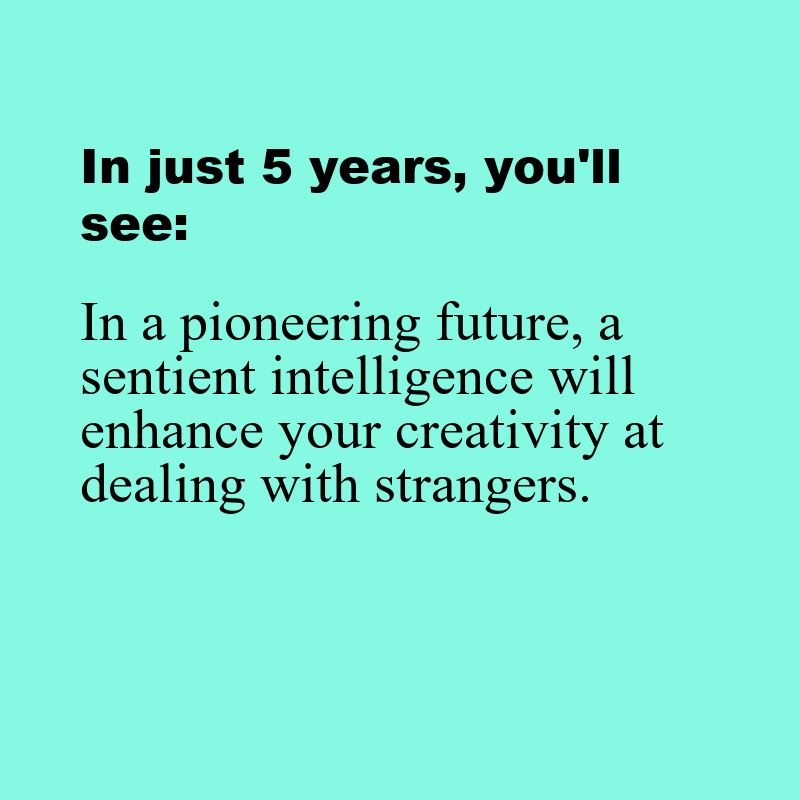 In just 5 years, you'll
see:
In a pioneering future, a
sentient intelligence will
enhance your creativity at
dealing with strangers.